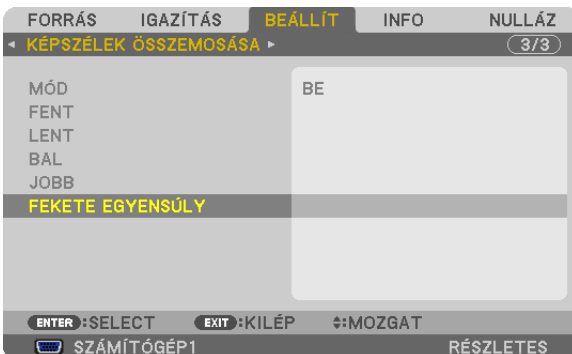 FORRÁS IGAZÍTÁS BEÁLLÍT INFO NULLÁZ
KÉPSZÉLEK ÖSSZEMOSÁSA 3/3
MÓD BE
FENT
LENT
BAL
JOBB
FEKETE EGYENSÚLY
ENTER :SELECT EXIT :KILÉP :MOZGAT
SZÁMÍTÓGÉP1 RÉSZLETES